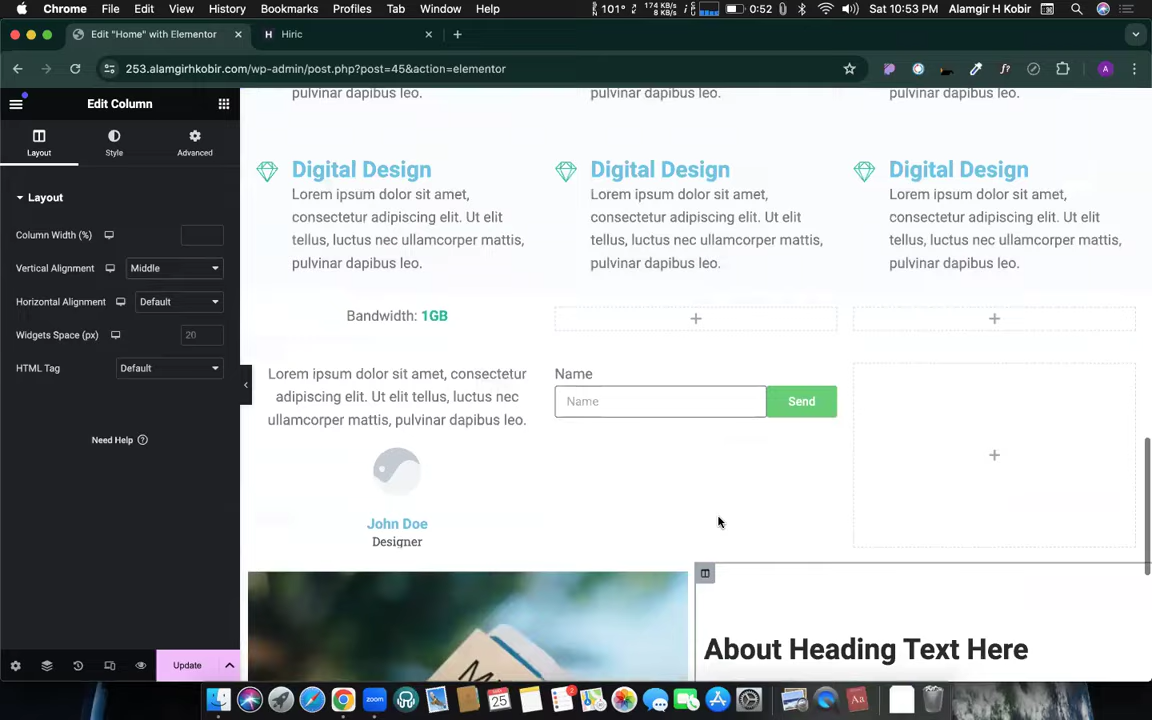 Chrome File Edit View History Bookmarks Profiles Tab Window Help 101° 174 KB/s 8 KB/s 0:52 Sat 10:53 PM Alamgir H Kobir
Edit "Home" with Elementor Hiric
253.alamgirhkobir.com/wp-admin/post.php?post=45&action=elementor
Edit Column
Layout Style Advanced
Layout
Column Width (%)
Vertical Alignment Middle
Horizontal Alignment Default
Widgets Space (px) 20
HTML Tag Default
Need Help
Update
pulvinar dapibus leo. pulvinar dapibus leo. pulvinar dapibus leo.
Digital Design
Lorem ipsum dolor sit amet,
consectetur adipiscing elit. Ut elit
tellus, luctus nec ullamcorper mattis,
pulvinar dapibus leo.
Digital Design
Lorem ipsum dolor sit amet,
consectetur adipiscing elit. Ut elit
tellus, luctus nec ullamcorper mattis,
pulvinar dapibus leo.
Digital Design
Lorem ipsum dolor sit amet,
consectetur adipiscing elit. Ut elit
tellus, luctus nec ullamcorper mattis,
pulvinar dapibus leo.
Bandwidth: 1GB
Lorem ipsum dolor sit amet, consectetur
adipiscing elit. Ut elit tellus, luctus nec
ullamcorper mattis, pulvinar dapibus leo.
John Doe
Designer
Name
Name Send
About Heading Text Here